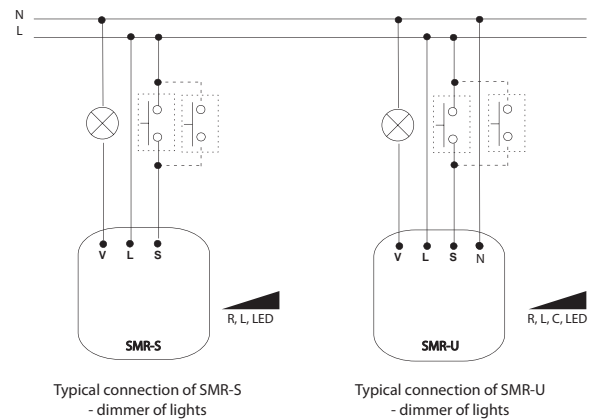 N
L
V L S
V L S N
R, L, LED
R, L, C, LED
SMR-S
SMR-U
Typical connection of SMR-S
- dimmer of lights
Typical connection of SMR-U
- dimmer of lights